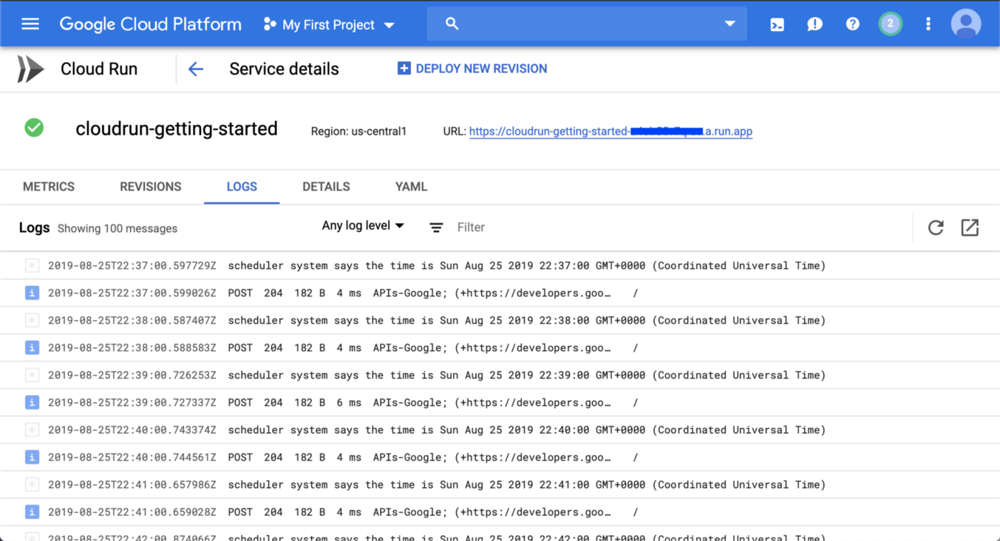 Google Cloud Platform My First Project 2
Cloud Run Service details DEPLOY NEW REVISION
cloudrun-getting-started Region: us-central1 URL: https://cloudrun-getting-started- .a.run.app
METRICS REVISIONS LOGS DETAILS YAML
Logs Showing 100 messages Any log level Filter
2019-08-25T22:37:00.597729Z scheduler system says the time is Sun Aug 25 2019 22:37:00 GMT+0000 (Coordinated Universal Time)
i 2019-08-25T22:37:00.599026Z POST 204 182 B 4 ms APIs-Google; (+https://developers.goo… /
2019-08-25T22:38:00.587407Z scheduler system says the time is Sun Aug 25 2019 22:38:00 GMT+0000 (Coordinated Universal Time)
i 2019-08-25T22:38:00.588583Z POST 204 182 B 4 ms APIs-Google; (+https://developers.goo… /
2019-08-25T22:39:00.726253Z scheduler system says the time is Sun Aug 25 2019 22:39:00 GMT+0000 (Coordinated Universal Time)
i 2019-08-25T22:39:00.727337Z POST 204 182 B 6 ms APIs-Google; (+https://developers.goo… /
2019-08-25T22:40:00.743374Z scheduler system says the time is Sun Aug 25 2019 22:40:00 GMT+0000 (Coordinated Universal Time)
i 2019-08-25T22:40:00.744561Z POST 204 182 B 4 ms APIs-Google; (+https://developers.goo… /
2019-08-25T22:41:00.657986Z scheduler system says the time is Sun Aug 25 2019 22:41:00 GMT+0000 (Coordinated Universal Time)
i 2019-08-25T22:41:00.659028Z POST 204 182 B 4 ms APIs-Google; (+https://developers.goo… /
2019-08-25T22:42:00.874066Z scheduler system says the time is Sun Aug 25 2019 22:42:00 GMT+0000 (Coordinated Universal Time)